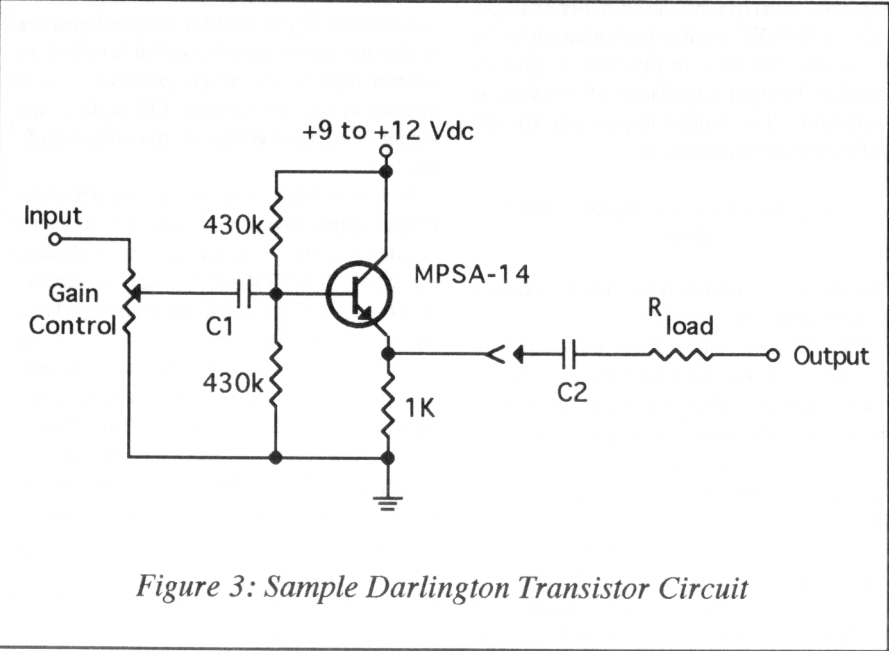 +9 to +12 Vdc
Input
430k
MPSA-14
Gain
Control
C1
R
load
Output
C2
430k
1K
Figure 3: Sample Darlington Transistor Circuit